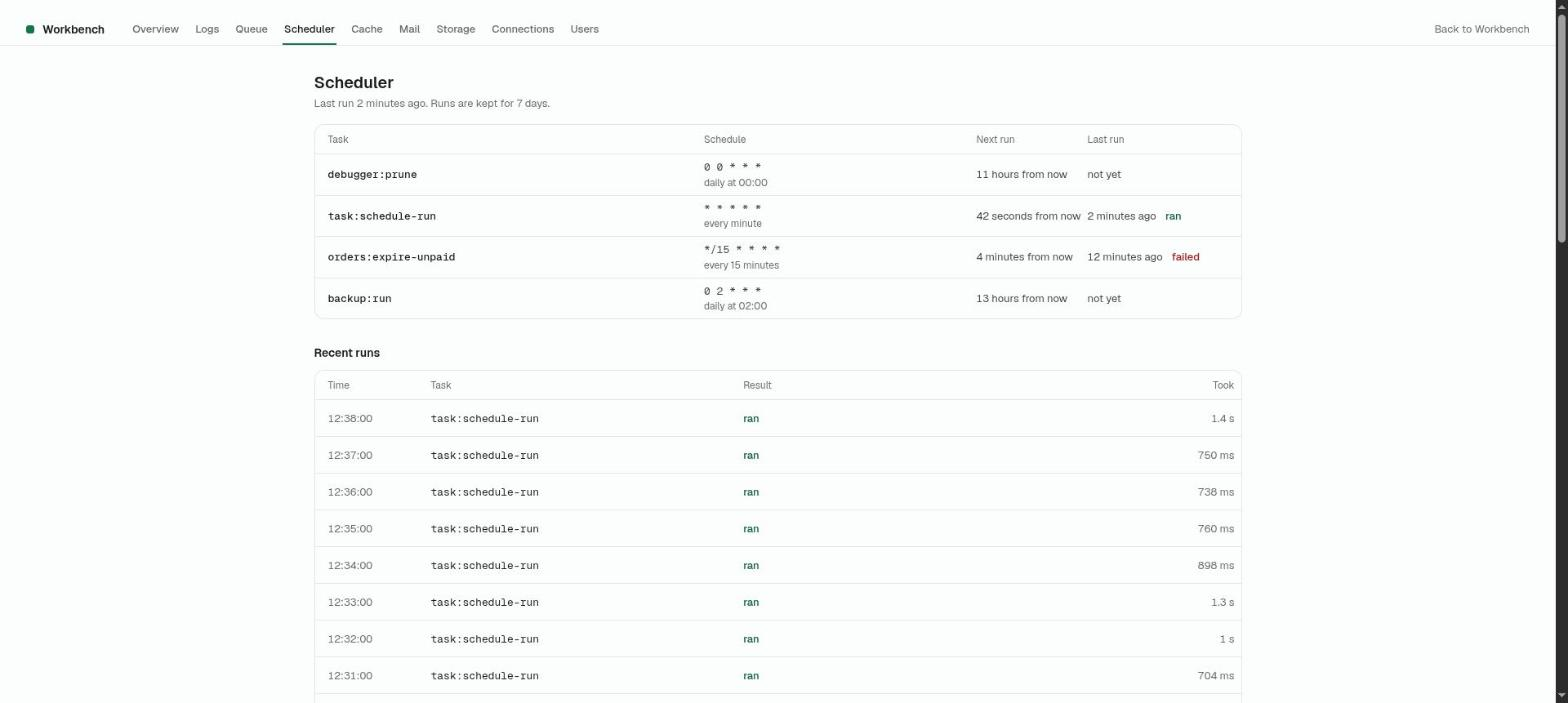 Workbench Overview Logs Queue Scheduler Cache Mail Storage Connections Users Back to Workbench
Scheduler
Last run 2 minutes ago. Runs are kept for 7 days.
Task Schedule Next run Last run
debugger:prune 0 0 * * * 11 hours from now not yet
daily at 00:00
task:schedule-run * * * * * 42 seconds from now 2 minutes ago ran
every minute
orders:expire-unpaid */15 * * * * 4 minutes from now 12 minutes ago failed
every 15 minutes
backup:run 0 2 * * * 13 hours from now not yet
daily at 02:00
Recent runs
Time Task Result Took
12:38:00 task:schedule-run ran 1.4 s
12:37:00 task:schedule-run ran 750 ms
12:36:00 task:schedule-run ran 738 ms
12:35:00 task:schedule-run ran 760 ms
12:34:00 task:schedule-run ran 898 ms
12:33:00 task:schedule-run ran 1.3 s
12:32:00 task:schedule-run ran 1 s
12:31:00 task:schedule-run ran 704 ms